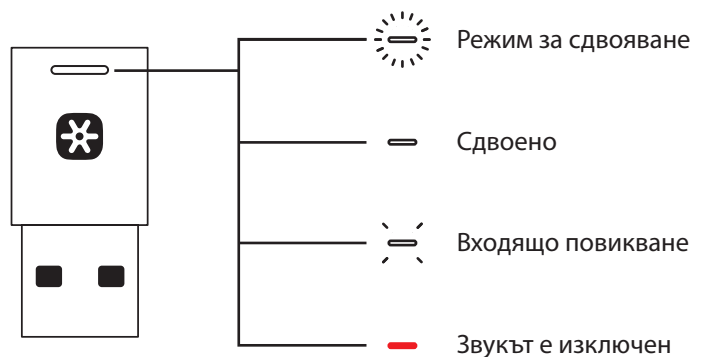 Режим за сдвояване
Сдвоено
Входящо повикване
Звукът е изключен